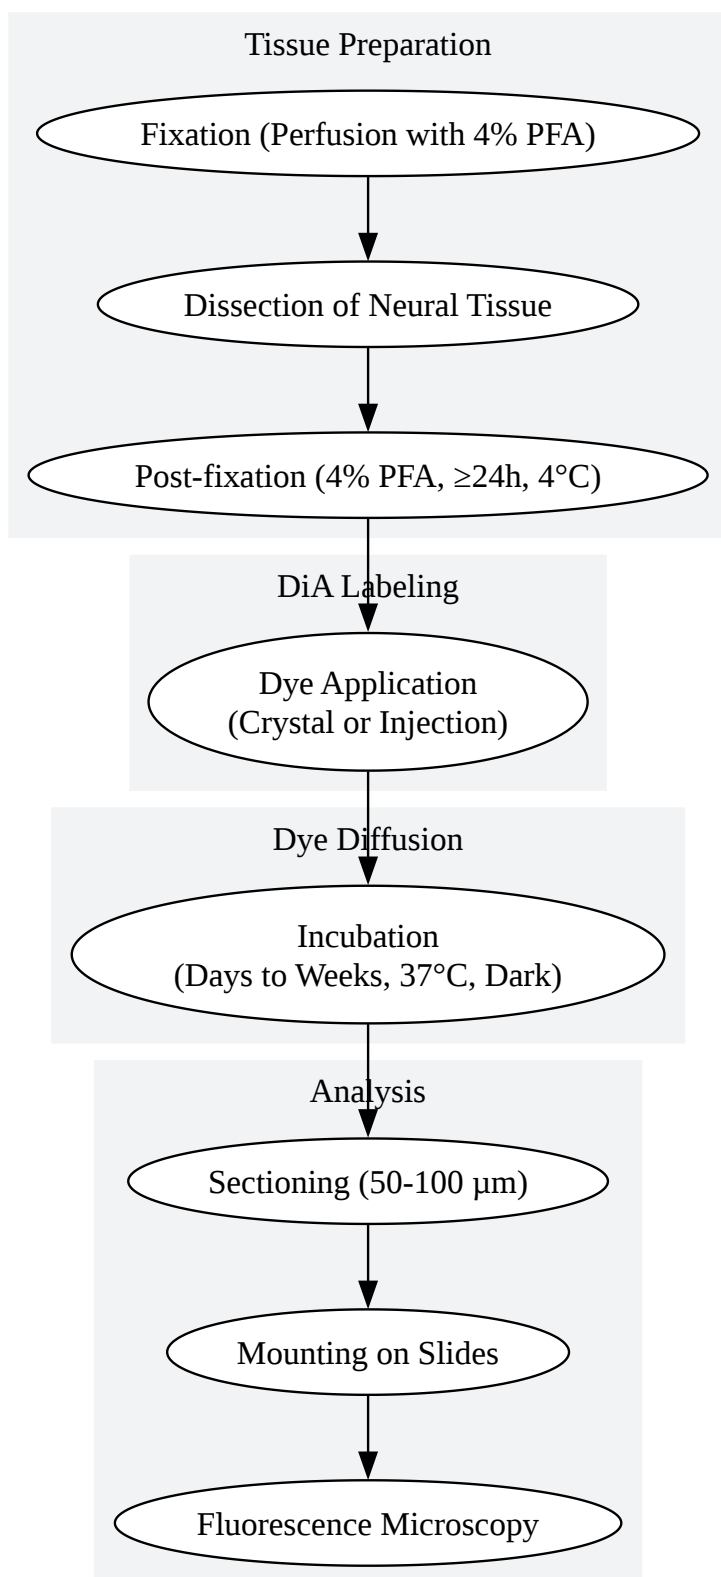 Tissue Preparation
Fixation (Perfusion with 4% PFA)
Dissection of Neural Tissue
Post-fixation (4% PFA, ≥24h, 4°C)
DiA Labeling
Dye Application
(Crystal or Injection)
Dye Diffusion
Incubation
(Days to Weeks, 37°C, Dark)
Analysis
Sectioning (50-100 µm)
Mounting on Slides
Fluorescence Microscopy